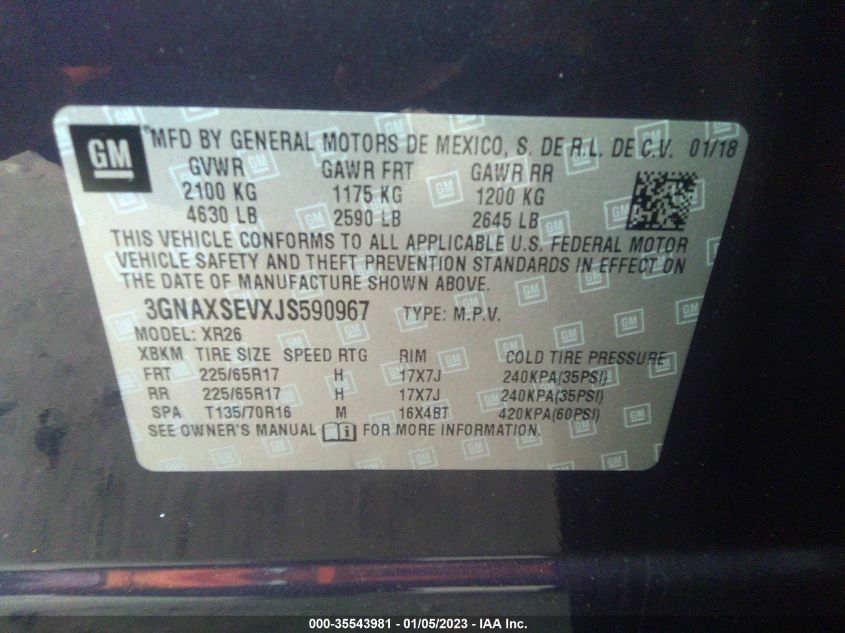 GM MFD BY GENERAL MOTORS DE MEXICO, S. DE R.L. DE C.V. 01/18
GVWR GAWR FRT GAWR RR
2100 KG 1175 KG 1200 KG
4630 LB 2590 LB 2645 LB
THIS VEHICLE CONFORMS TO ALL APPLICABLE U.S. FEDERAL MOTOR
VEHICLE SAFETY AND THEFT PREVENTION STANDARDS IN EFFECT ON
THE DATE OF MANUFACTURE SHOWN ABOVE.
3GNAXSEVXJS590967 TYPE: M.P.V.
MODEL: XR26
XBKM TIRE SIZE SPEED RTG RIM COLD TIRE PRESSURE
FRT 225/65R17 H 17X7J 240KPA(35PSI)
RR 225/65R17 H 17X7J 240KPA(35PSI)
SPA T135/70R16 M 16X4BT 420KPA(60PSI)
SEE OWNER'S MANUAL i FOR MORE INFORMATION.
000-35543981 - 01/05/2023 - IAA Inc.